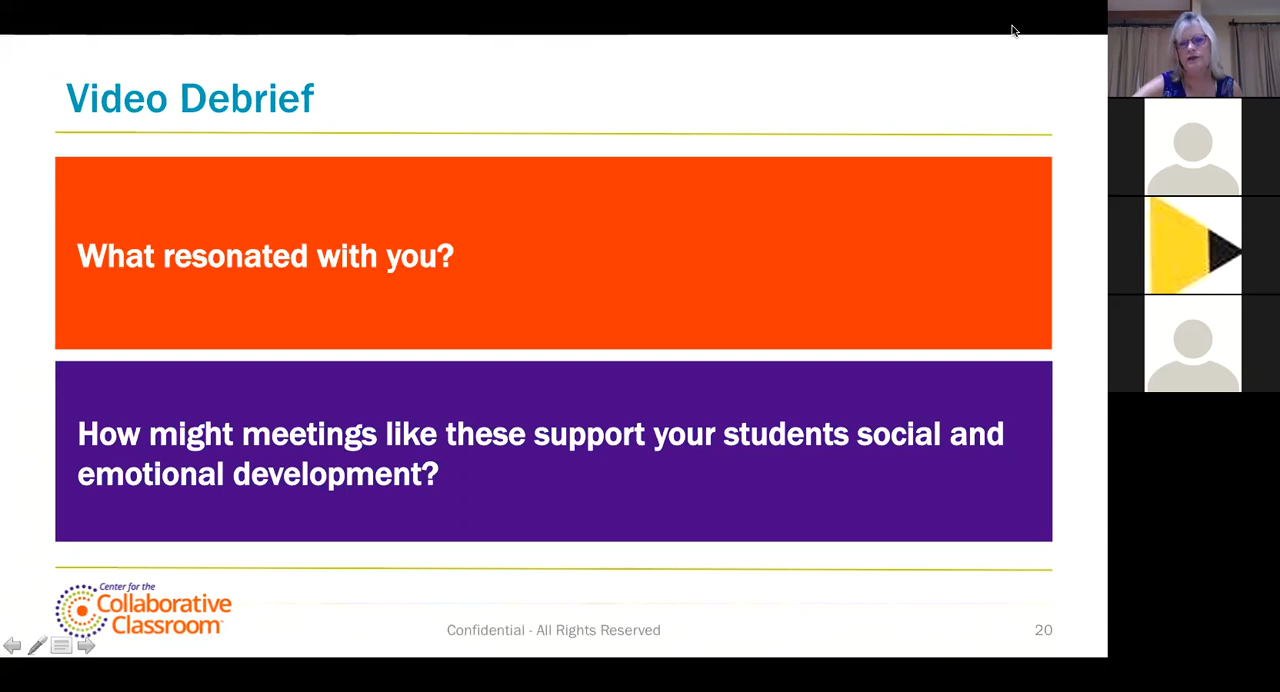 Video Debrief
What resonated with you?
How might meetings like these support your students social and
emotional development?
Center for the
Collaborative
Classroom
Confidential - All Rights Reserved
20